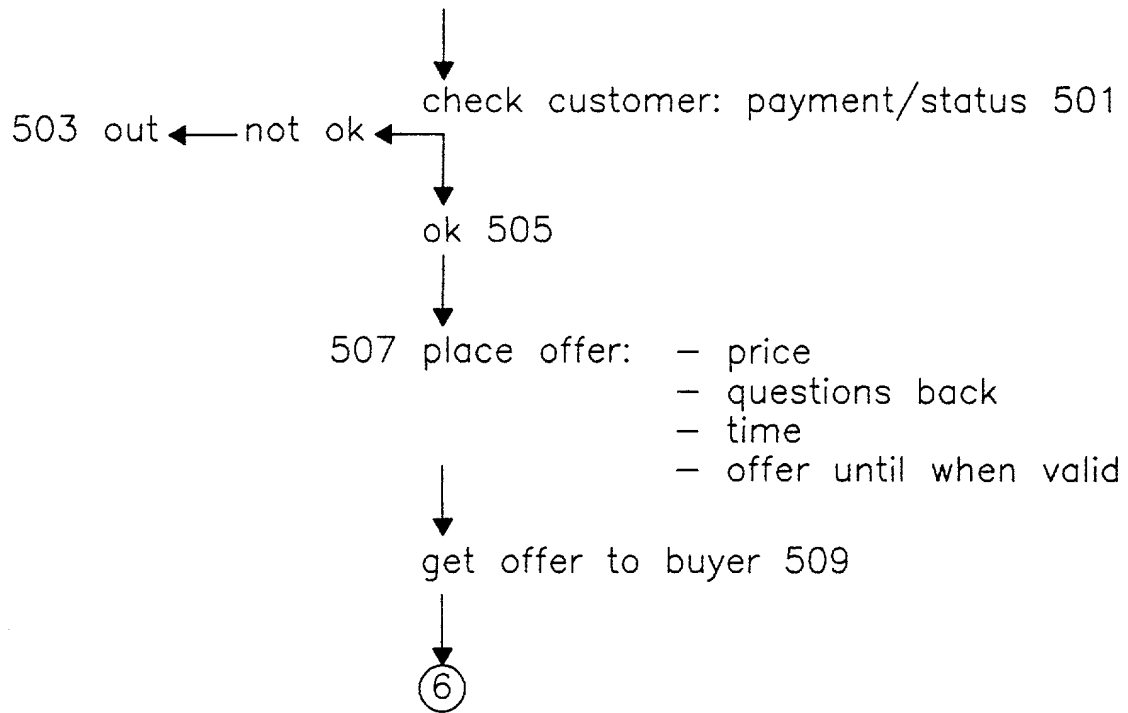 check customer: payment/status 501
503 out not ok
ok 505
507 place offer: – price
– questions back
– time
– offer until when valid
get offer to buyer 509
6